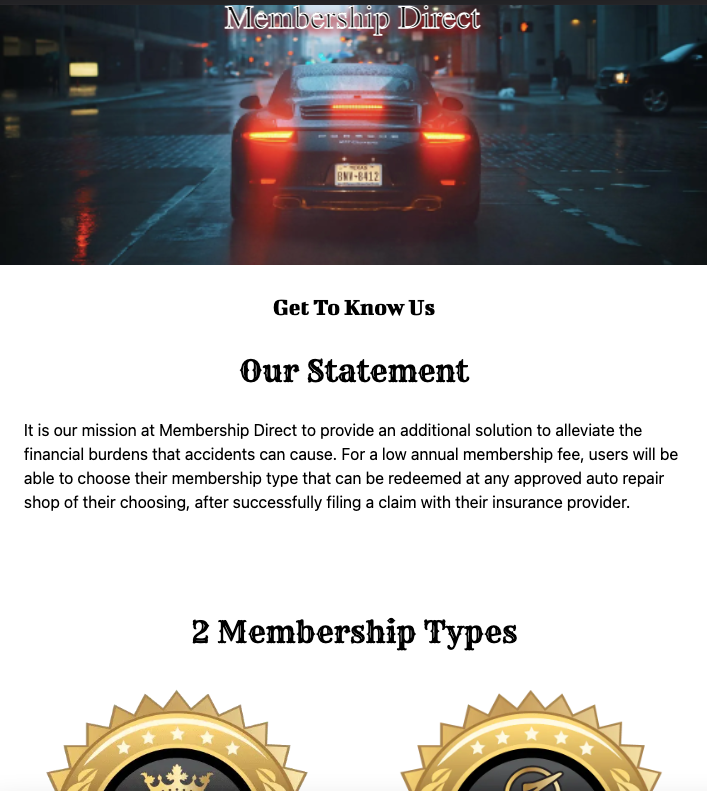 Membership Direct
PORSCHE
TEXAS
BNV-8412
Get To Know Us
Our Statement
It is our mission at Membership Direct to provide an additional solution to alleviate the
financial burdens that accidents can cause. For a low annual membership fee, users will be
able to choose their membership type that can be redeemed at any approved auto repair
shop of their choosing, after successfully filing a claim with their insurance provider.
2 Membership Types